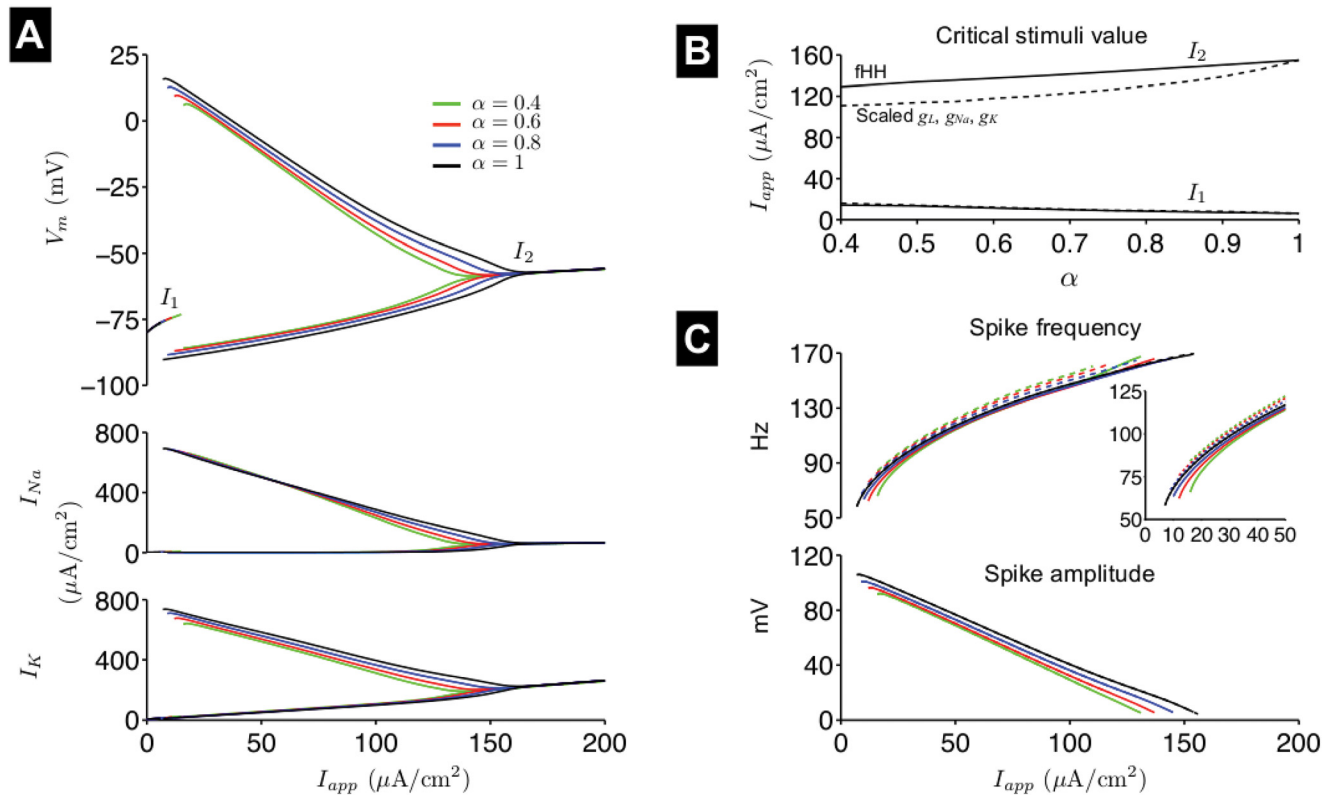 A
25
0
−25
−50
−75
−100
V_m (mV)
α = 0.4
α = 0.6
α = 0.8
α = 1
I_1
I_2
800
400
0
I_Na
(μA/cm²)
800
400
0
I_K
0 50 100 150 200
I_app (μA/cm²)
B
Critical stimuli value
160
120
80
40
0
I_app (μA/cm²)
fHH
I_2
Scaled g_L, g_Na, g_K
I_1
0.4 0.5 0.6 0.7 0.8 0.9 1
α
C
Spike frequency
170
130
90
50
Hz
125
100
75
50
0 10 20 30 40 50
Spike amplitude
120
80
40
0
mV
0 50 100 150 200
I_app (μA/cm²)